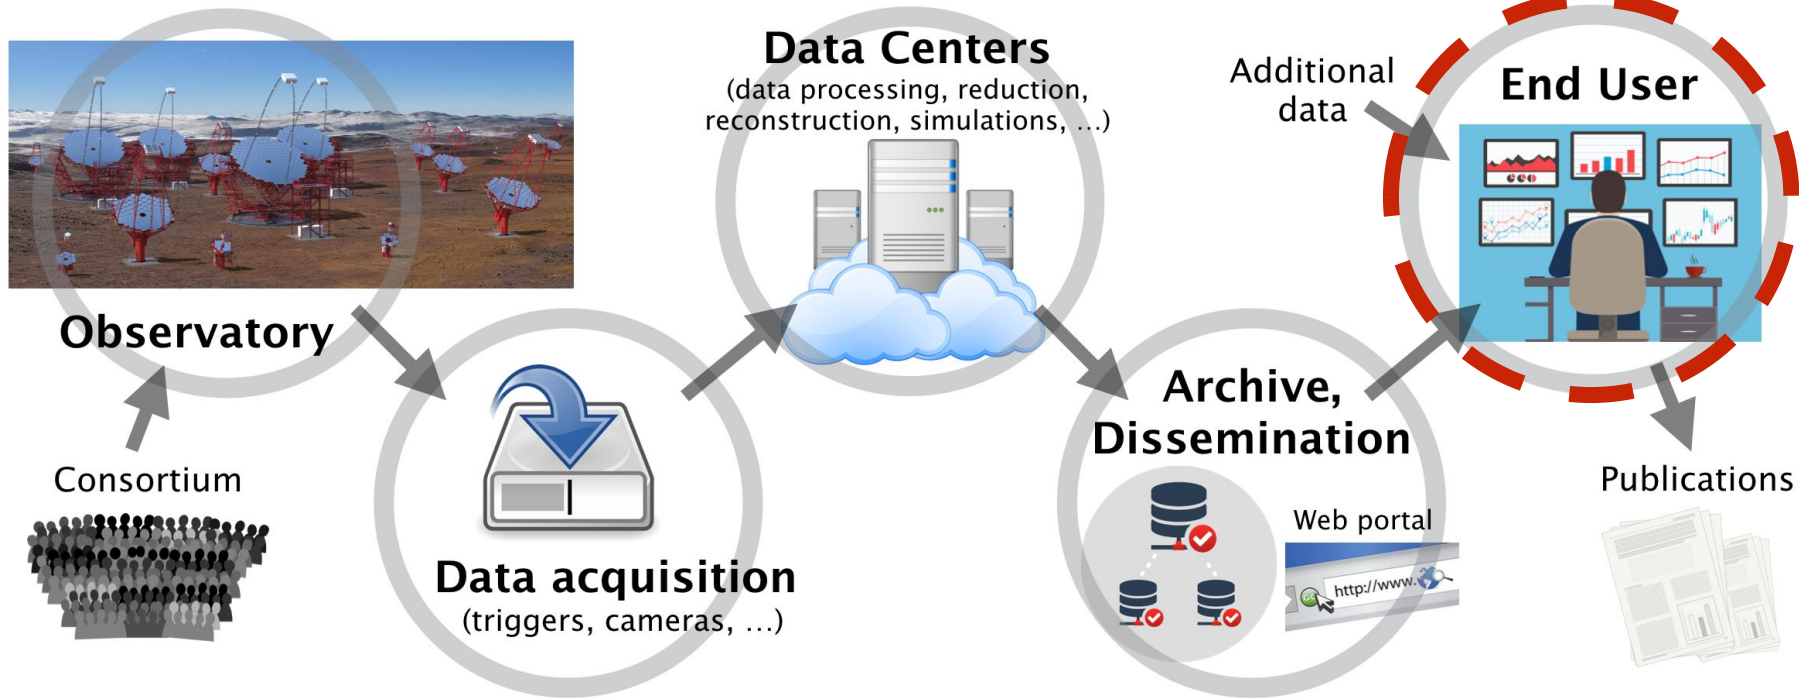 Observatory
Consortium
Data acquisition
(triggers, cameras, …)
Data Centers
(data processing, reduction,
reconstruction, simulations, …)
Archive,
Dissemination
Web portal
GO
http://www.
Additional
data
End User
Publications